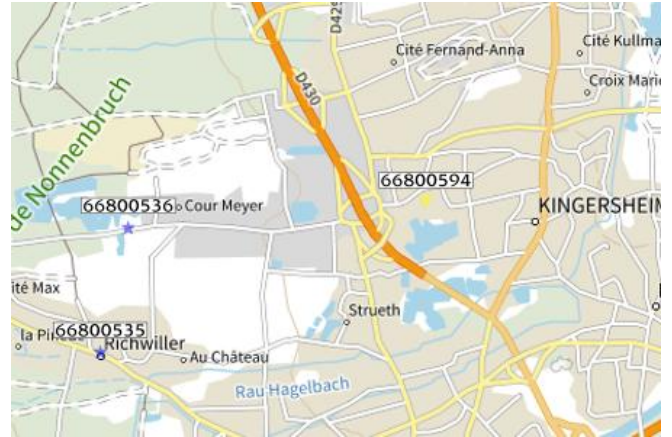 D429
Cité Fernand-Anna
Cité Kullma
D430
Croix Marie
de Nonnenbruch
66800594
66800536
Cour Meyer
KINGERSHEIM
ité Max
Strueth
66800535
la Pi
Richwiller
Au Château
Rau Hagelbach